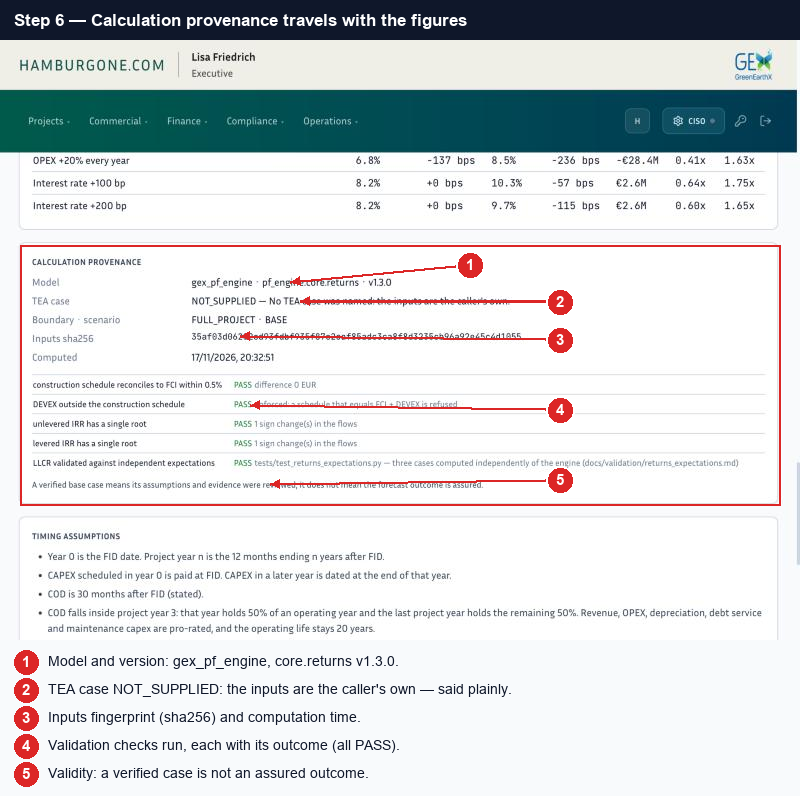 Step 6 — Calculation provenance travels with the figures
HAMBURGONE.COM
Lisa Friedrich
Executive
GEX
GreenEarthX
Projects
Commercial
Finance
Compliance
Operations
H
CISO
OPEX +20% every year 6.8% -137 bps 8.5% -236 bps -€28.4M 0.41x 1.63x
Interest rate +100 bp 8.2% +0 bps 10.3% -57 bps €2.6M 0.64x 1.75x
Interest rate +200 bp 8.2% +0 bps 9.7% -115 bps €2.6M 0.60x 1.65x
CALCULATION PROVENANCE
Model gex_pf_engine · pf_engine.core.returns · v1.3.0
1
TEA case NOT_SUPPLIED — No TEA case was named: the inputs are the caller's own.
2
Boundary · scenario FULL_PROJECT · BASE
Inputs sha256
3
Computed 17/11/2026, 20:32:51
construction schedule reconciles to FCI within 0.5% PASS difference 0 EUR
DEVEX outside the construction schedule PASS enforced: a schedule that equals FCI + DEVEX is refused
4
unlevered IRR has a single root PASS 1 sign change(s) in the flows
levered IRR has a single root PASS 1 sign change(s) in the flows
LLCR validated against independent expectations PASS tests/test_returns_expectations.py — three cases computed independently of the engine (docs/validation/returns_expectations.md)
A verified base case means its assumptions and evidence were reviewed; it does not mean the forecast outcome is assured.
5
TIMING ASSUMPTIONS
• Year 0 is the FID date. Project year n is the 12 months ending n years after FID.
• CAPEX scheduled in year 0 is paid at FID. CAPEX in a later year is dated at the end of that year.
• COD is 30 months after FID (stated).
• COD falls inside project year 3: that year holds 50% of an operating year and the last project year holds the remaining 50%. Revenue, OPEX, depreciation, debt service
and maintenance capex are pro-rated, and the operating life stays 20 years.
1 Model and version: gex_pf_engine, core.returns v1.3.0.
2 TEA case NOT_SUPPLIED: the inputs are the caller's own — said plainly.
3 Inputs fingerprint (sha256) and computation time.
4 Validation checks run, each with its outcome (all PASS).
5 Validity: a verified case is not an assured outcome.